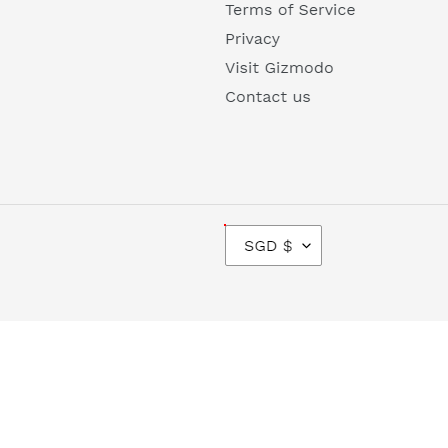 Terms of Service
Privacy
Visit Gizmodo
Contact us
SGD $